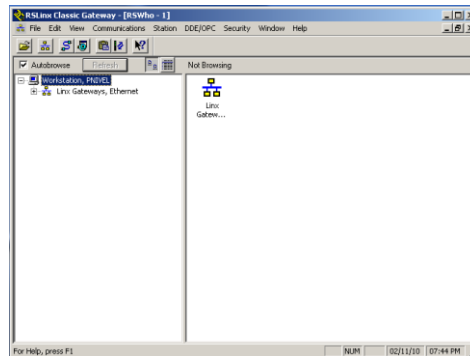 RSLinx Classic Gateway - [RSWho - 1]
File Edit View Communications Station DDE/OPC Security Window Help
Autobrowse Refresh Not Browsing
Workstation, PNIVEL
Linx Gateways, Ethernet
Linx
Gatew...
For Help, press F1 NUM 02/11/10 07:44 PM